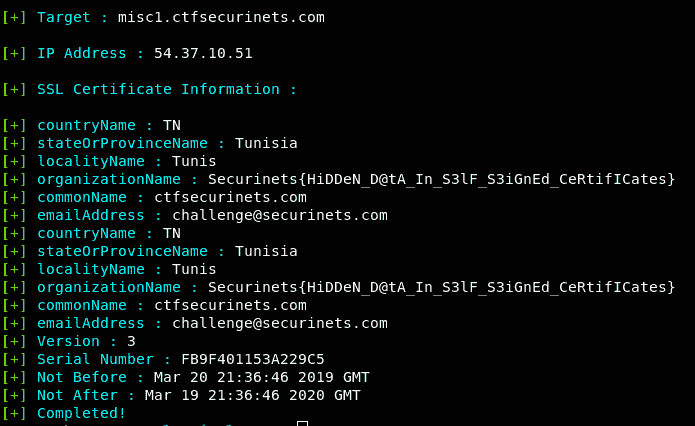 [+] Target : misc1.ctfsecurinets.com
[+] IP Address : 54.37.10.51
[+] SSL Certificate Information :
[+] countryName : TN
[+] stateOrProvinceName : Tunisia
[+] localityName : Tunis
[+] organizationName : Securinets{HiDDeN_D@tA_In_S3lF_S3iGnEd_CeRtifICates}
[+] commonName : ctfsecurinets.com
[+] emailAddress : challenge@securinets.com
[+] countryName : TN
[+] stateOrProvinceName : Tunisia
[+] localityName : Tunis
[+] organizationName : Securinets{HiDDeN_D@tA_In_S3lF_S3iGnEd_CeRtifICates}
[+] commonName : ctfsecurinets.com
[+] emailAddress : challenge@securinets.com
[+] Version : 3
[+] Serial Number : FB9F401153A229C5
[+] Not Before : Mar 20 21:36:46 2019 GMT
[+] Not After : Mar 19 21:36:46 2020 GMT
[+] Completed!